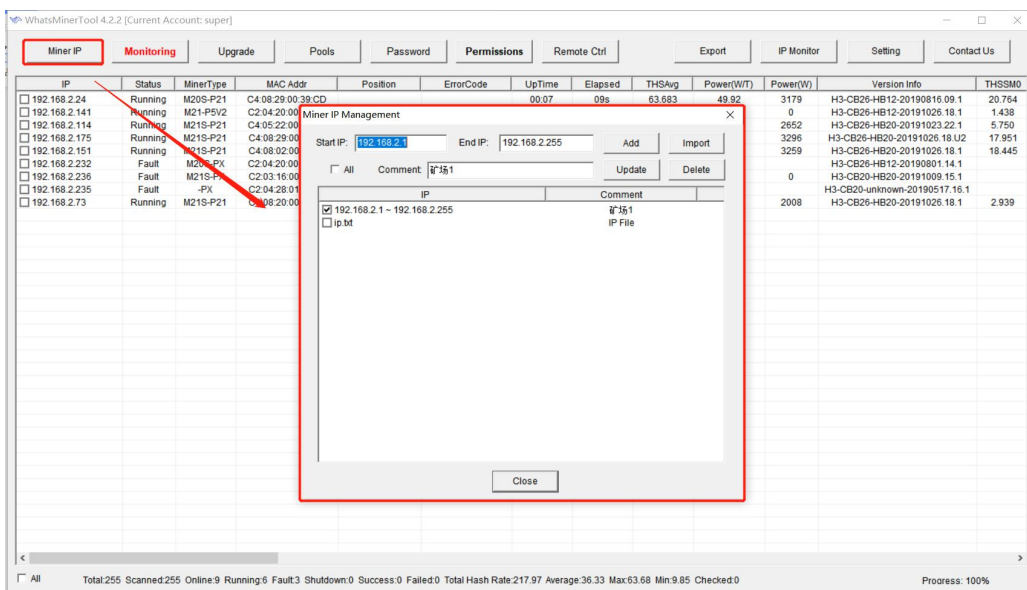 WhatsMinerTool 4.2.2 [Current Account: super]
Miner IP Monitoring Upgrade Pools Password Permissions Remote Ctrl Export IP Monitor Setting Contact Us
IP Status MinerType MAC Addr Position ErrorCode UpTime Elapsed THSAvg Power(W/T) Power(W) Version Info THSSM0
192.168.2.24 Running M20S-P21 C4:08:29:00:39:CD 00:07 09s 63.683 49.92 3179 H3-CB26-HB12-20190816.09.1 20.764
192.168.2.141 Running M21-P5V2 C2:04:20:00 0 H3-CB26-HB12-20191026.18.1 1.438
192.168.2.114 Running M21S-P21 C4:05:22:00 2652 H3-CB26-HB20-20191023.22.1 5.750
192.168.2.175 Running M21S-P21 C4:08:29:00 3296 H3-CB26-HB20-20191026.18.U2 17.951
192.168.2.151 Running M21S-P21 C4:08:02:00 3259 H3-CB26-HB20-20191026.18.1 18.445
192.168.2.232 Fault M20S-PX C2:04:20:00 H3-CB26-HB12-20190801.14.1
192.168.2.236 Fault M21S-PX C2:03:16:00 0 H3-CB26-HB20-20191009.15.1
192.168.2.235 Fault -PX C2:04:28:01 H3-CB20-unknown-20190517.16.1
192.168.2.73 Running M21S-P21 08:20:00 2008 H3-CB26-HB20-20191026.18.1 2.939
Miner IP Management
Start IP: 192.168.2.1 End IP: 192.168.2.255 Add Import
All Comment: 矿场1 Update Delete
IP Comment
192.168.2.1 ~ 192.168.2.255 矿场1
ip.txt IP File
Close
All Total:255 Scanned:255 Online:9 Running:6 Fault:3 Shutdown:0 Success:0 Failed:0 Total Hash Rate:217.97 Average:36.33 Max:63.68 Min:9.85 Checked:0 Progress: 100%